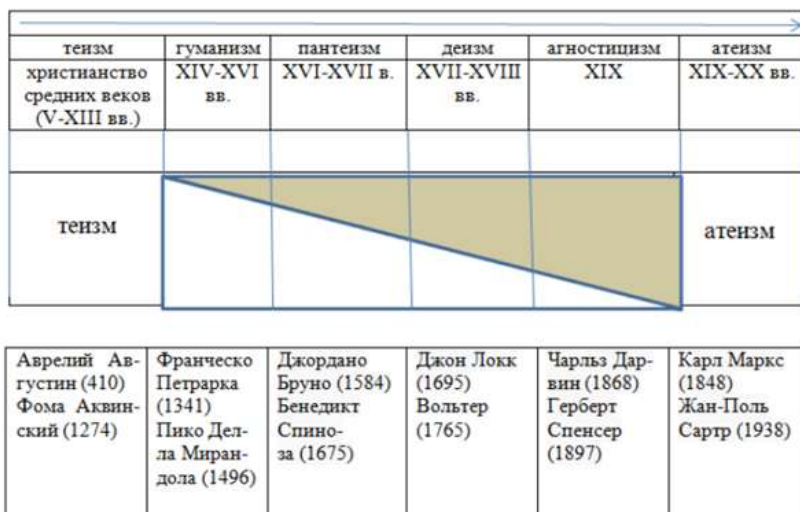 теизм гуманизм пантеизм деизм агностицизм атеизм
христианство
средних веков
(V-XIII вв.)
XIV-XVI
вв.
XVI-XVII в.
XVII-XVIII
вв.
XIX
XIX-XX вв.
теизм
атеизм
Аврелий Ав-
густин (410)
Фома Аквин-
ский (1274)
Франческо
Петрарка
(1341)
Пико Дел-
ла Миран-
дола (1496)
Джордано
Бруно (1584)
Бенедикт
Спино-
за (1675)
Джон Локк
(1695)
Вольтер
(1765)
Чарльз Дар-
вин (1868)
Герберт
Спенсер
(1897)
Карл Маркс
(1848)
Жан-Поль
Сартр (1938)